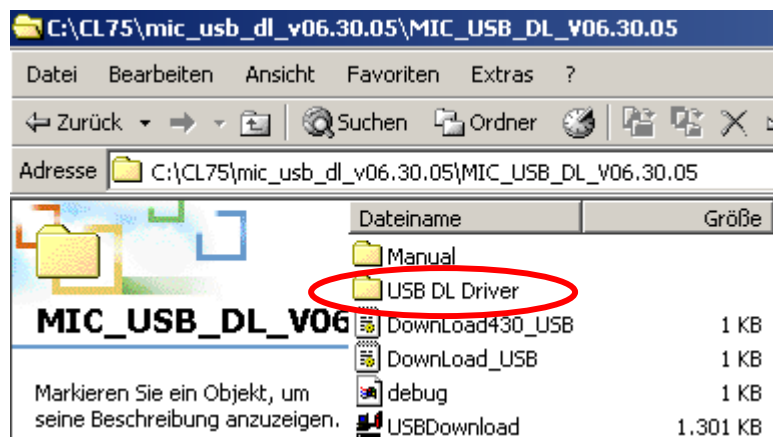 C:\CL75\mic_usb_dl_v06.30.05\MIC_USB_DL_V06.30.05
Datei Bearbeiten Ansicht Favoriten Extras ?
Zurück Suchen Ordner
Adresse C:\CL75\mic_usb_dl_v06.30.05\MIC_USB_DL_V06.30.05
Dateiname Größe
Manual
USB DL Driver
MIC_USB_DL_V06
DownLoad430_USB 1 KB
DownLoad_USB 1 KB
Markieren Sie ein Objekt, um
seine Beschreibung anzuzeigen.
debug 1 KB
USBDownload 1.301 KB